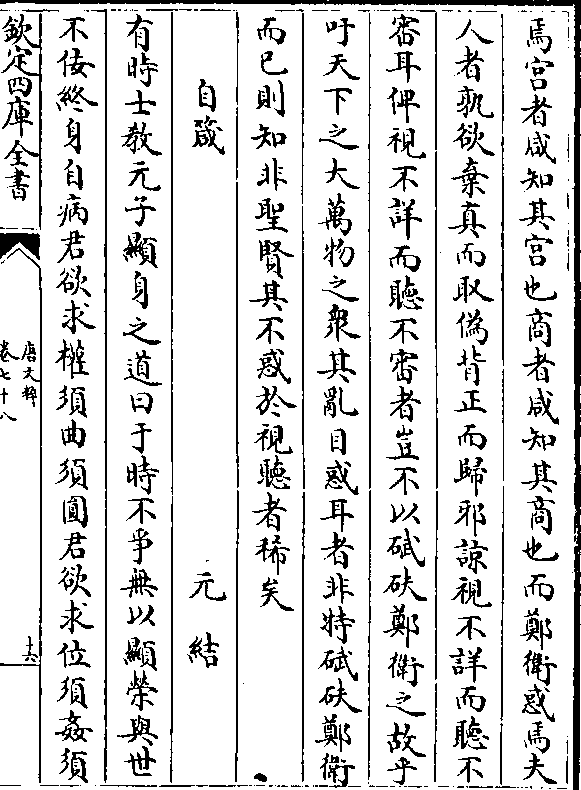 焉宫者咸知其宫也商者咸知其商也而鄭衛惑焉夫
人者孰欲棄真而取偽背正而歸邪諒視不詳而聽不
審耳俾視不詳而聽不審者豈不以碔砆鄭衛之故乎
吁天下之大萬物之衆其亂目惑耳者非特碔砆鄭衛
而已則知非聖賢其不惑於視聽者稀矣
自箴 元結
有時士教元子顯身之道曰于時不爭無以顯榮與世
不佞終身自病君欲求權須曲須圓君欲求位須姦須
欽定四庫全書
唐文粹
卷七十八
十六